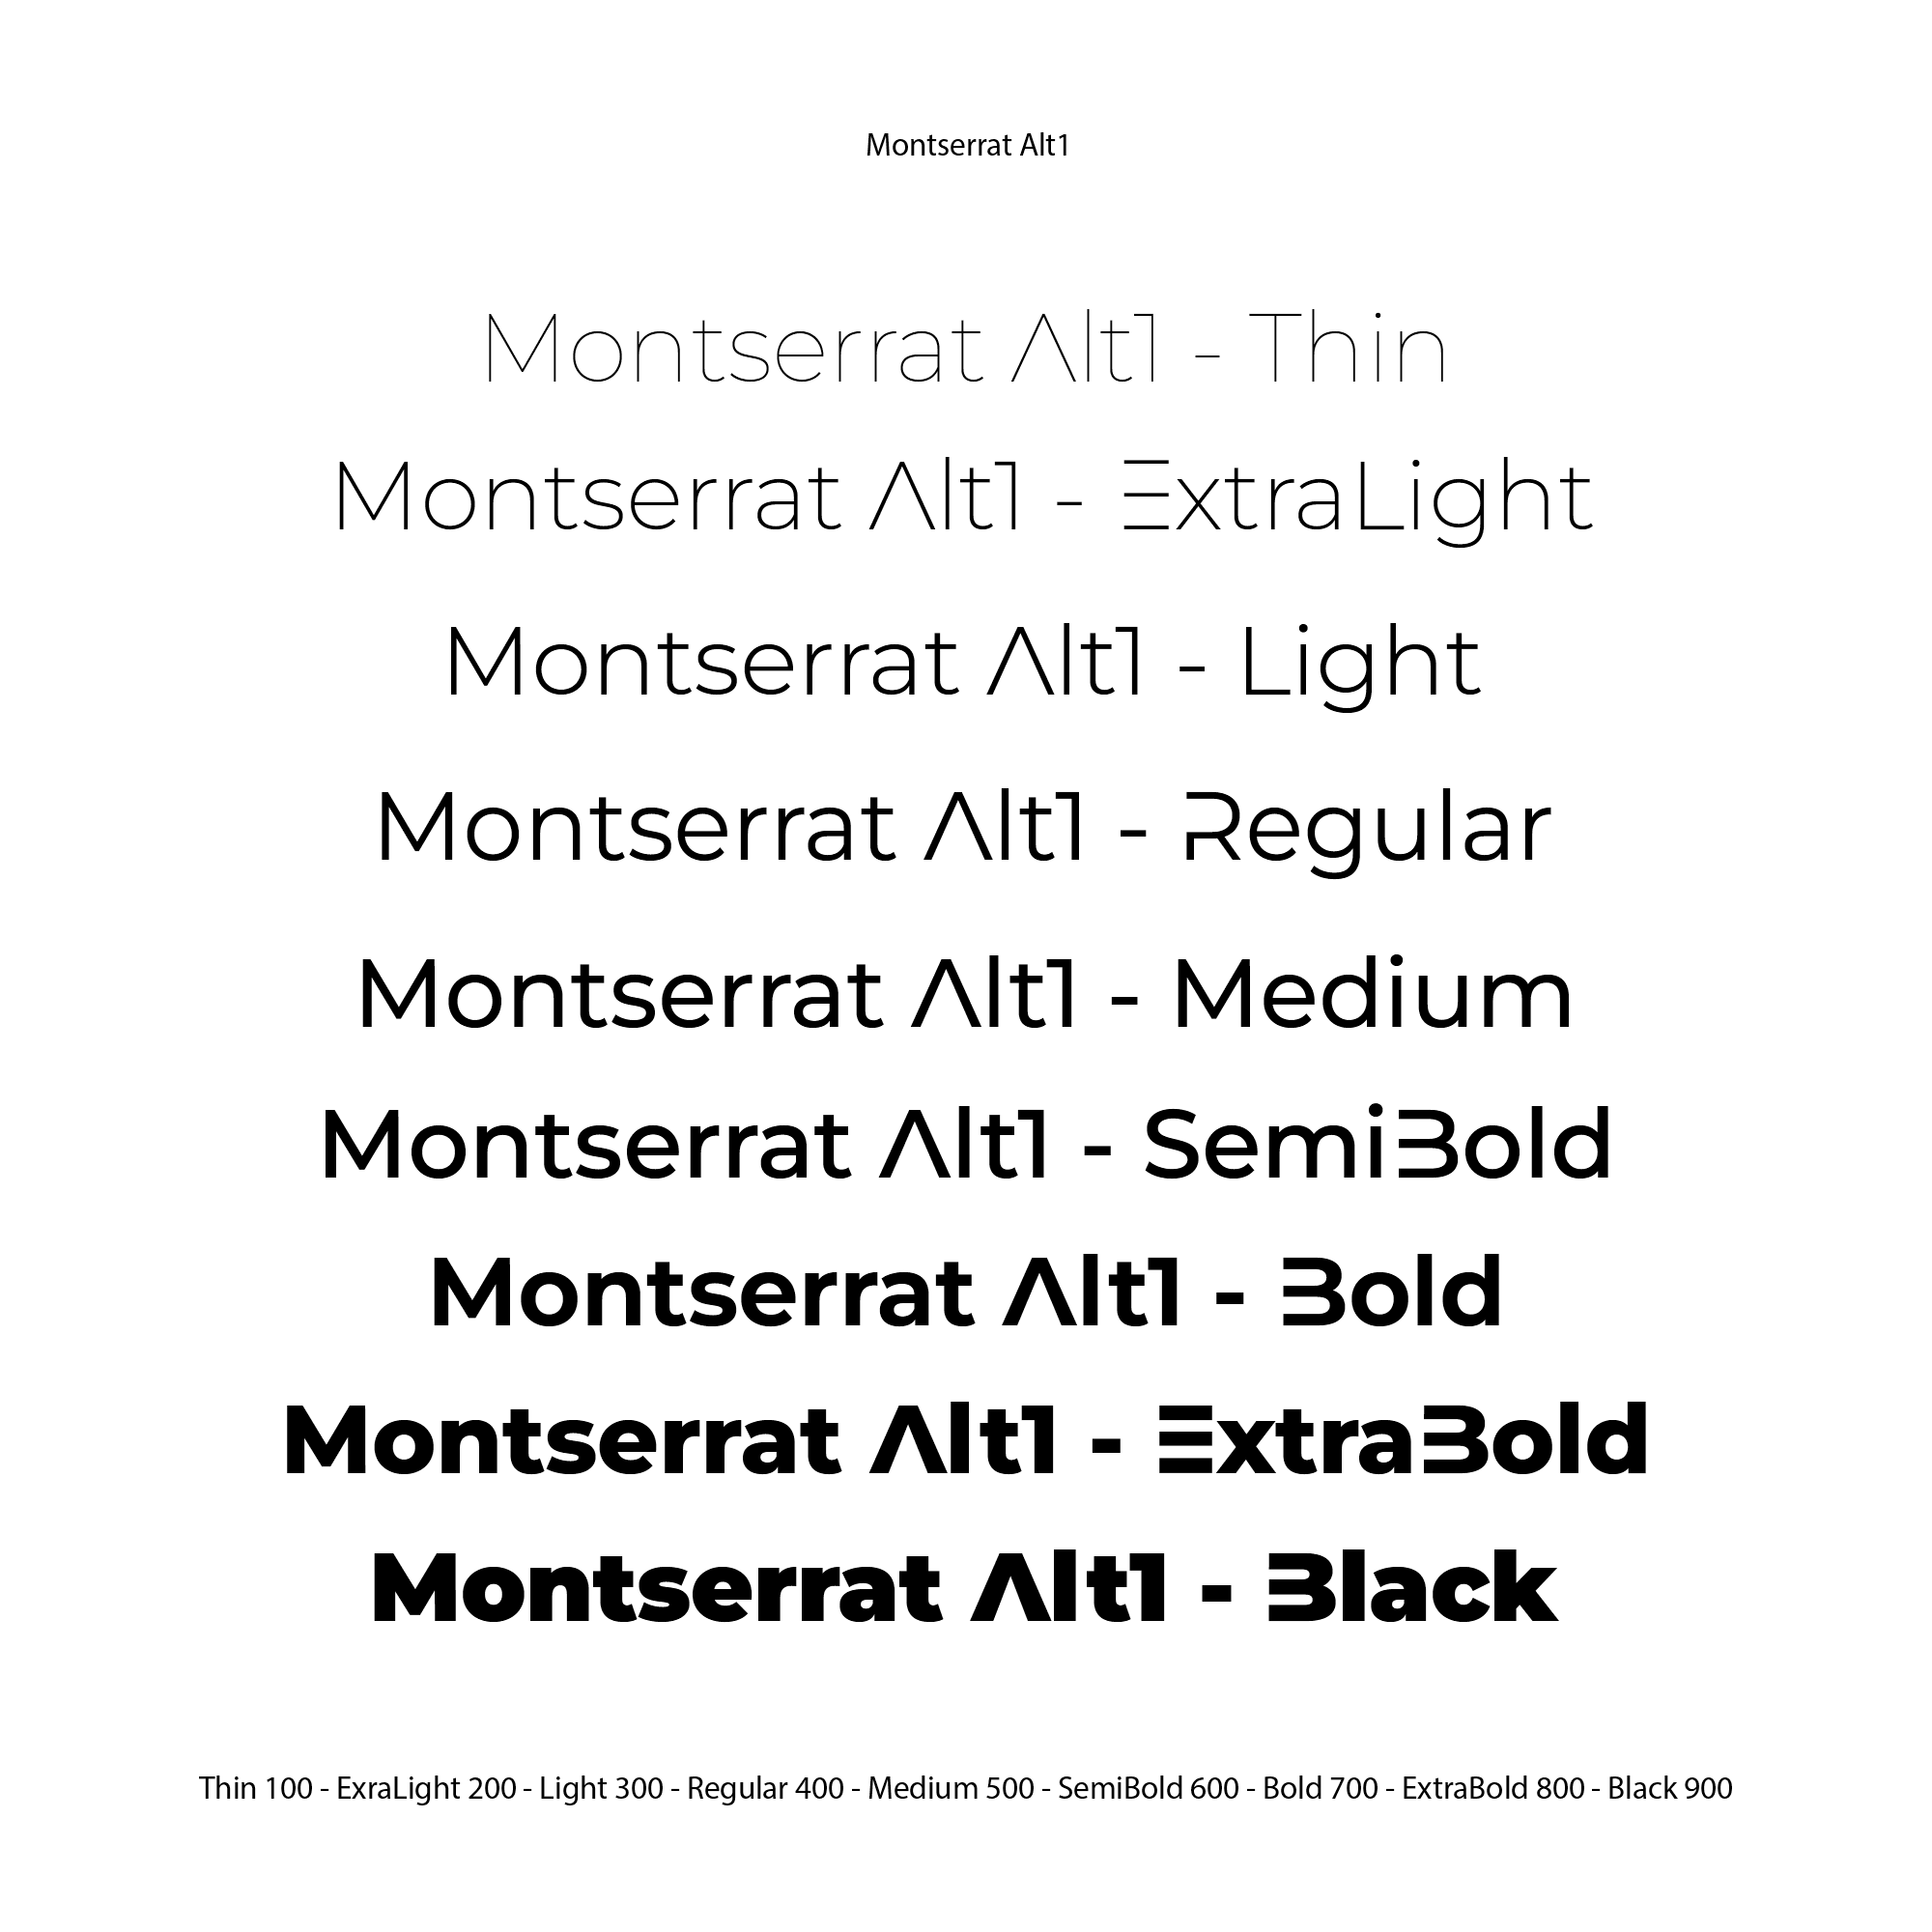 Montserrat Alt1
Montserrat Alt1 - Thin
Montserrat Alt1 - ExtraLight
Montserrat Alt1 - Light
Montserrat Alt1 - Regular
Montserrat Alt1 - Medium
Montserrat Alt1 - SemiBold
Montserrat Alt1 - Bold
Montserrat Alt1 - ExtraBold
Montserrat Alt1 - Black
Thin 100 - ExraLight 200 - Light 300 - Regular 400 - Medium 500 - SemiBold 600 - Bold 700 - ExtraBold 800 - Black 900